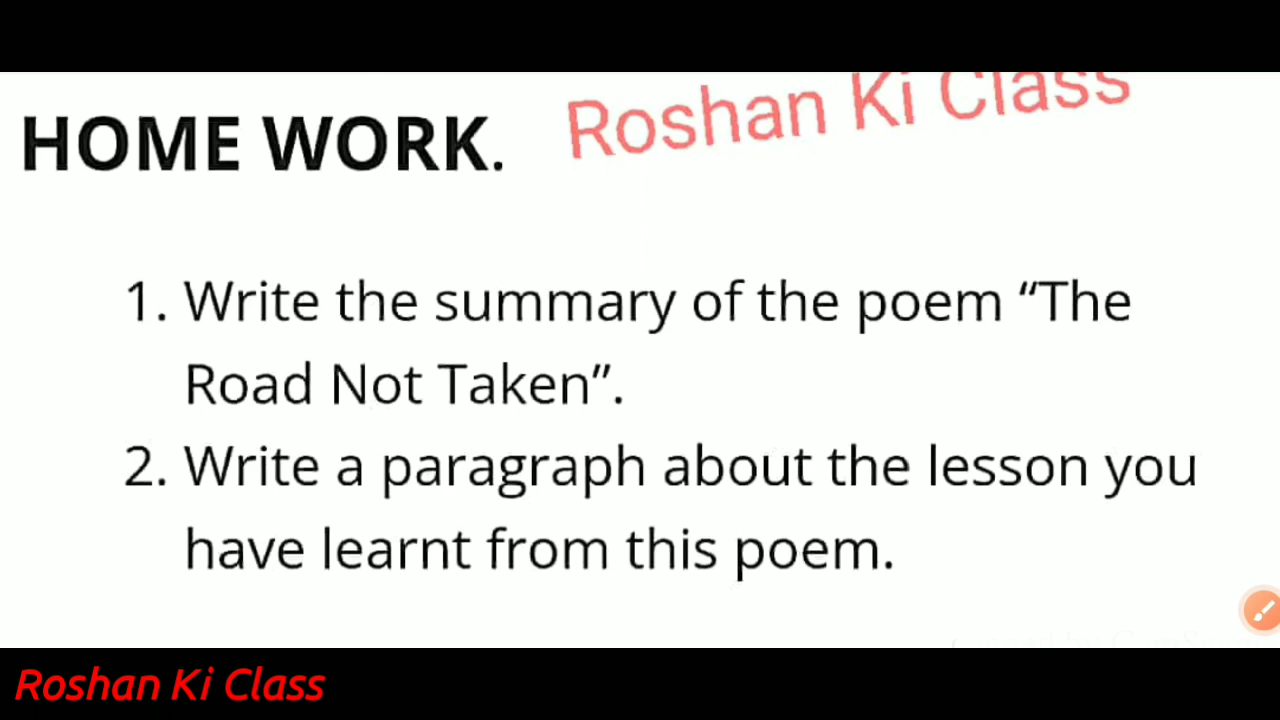 Roshan Ki Class
HOME WORK.
1. Write the summary of the poem “The
Road Not Taken”.
2. Write a paragraph about the lesson you
have learnt from this poem.
Roshan Ki Class